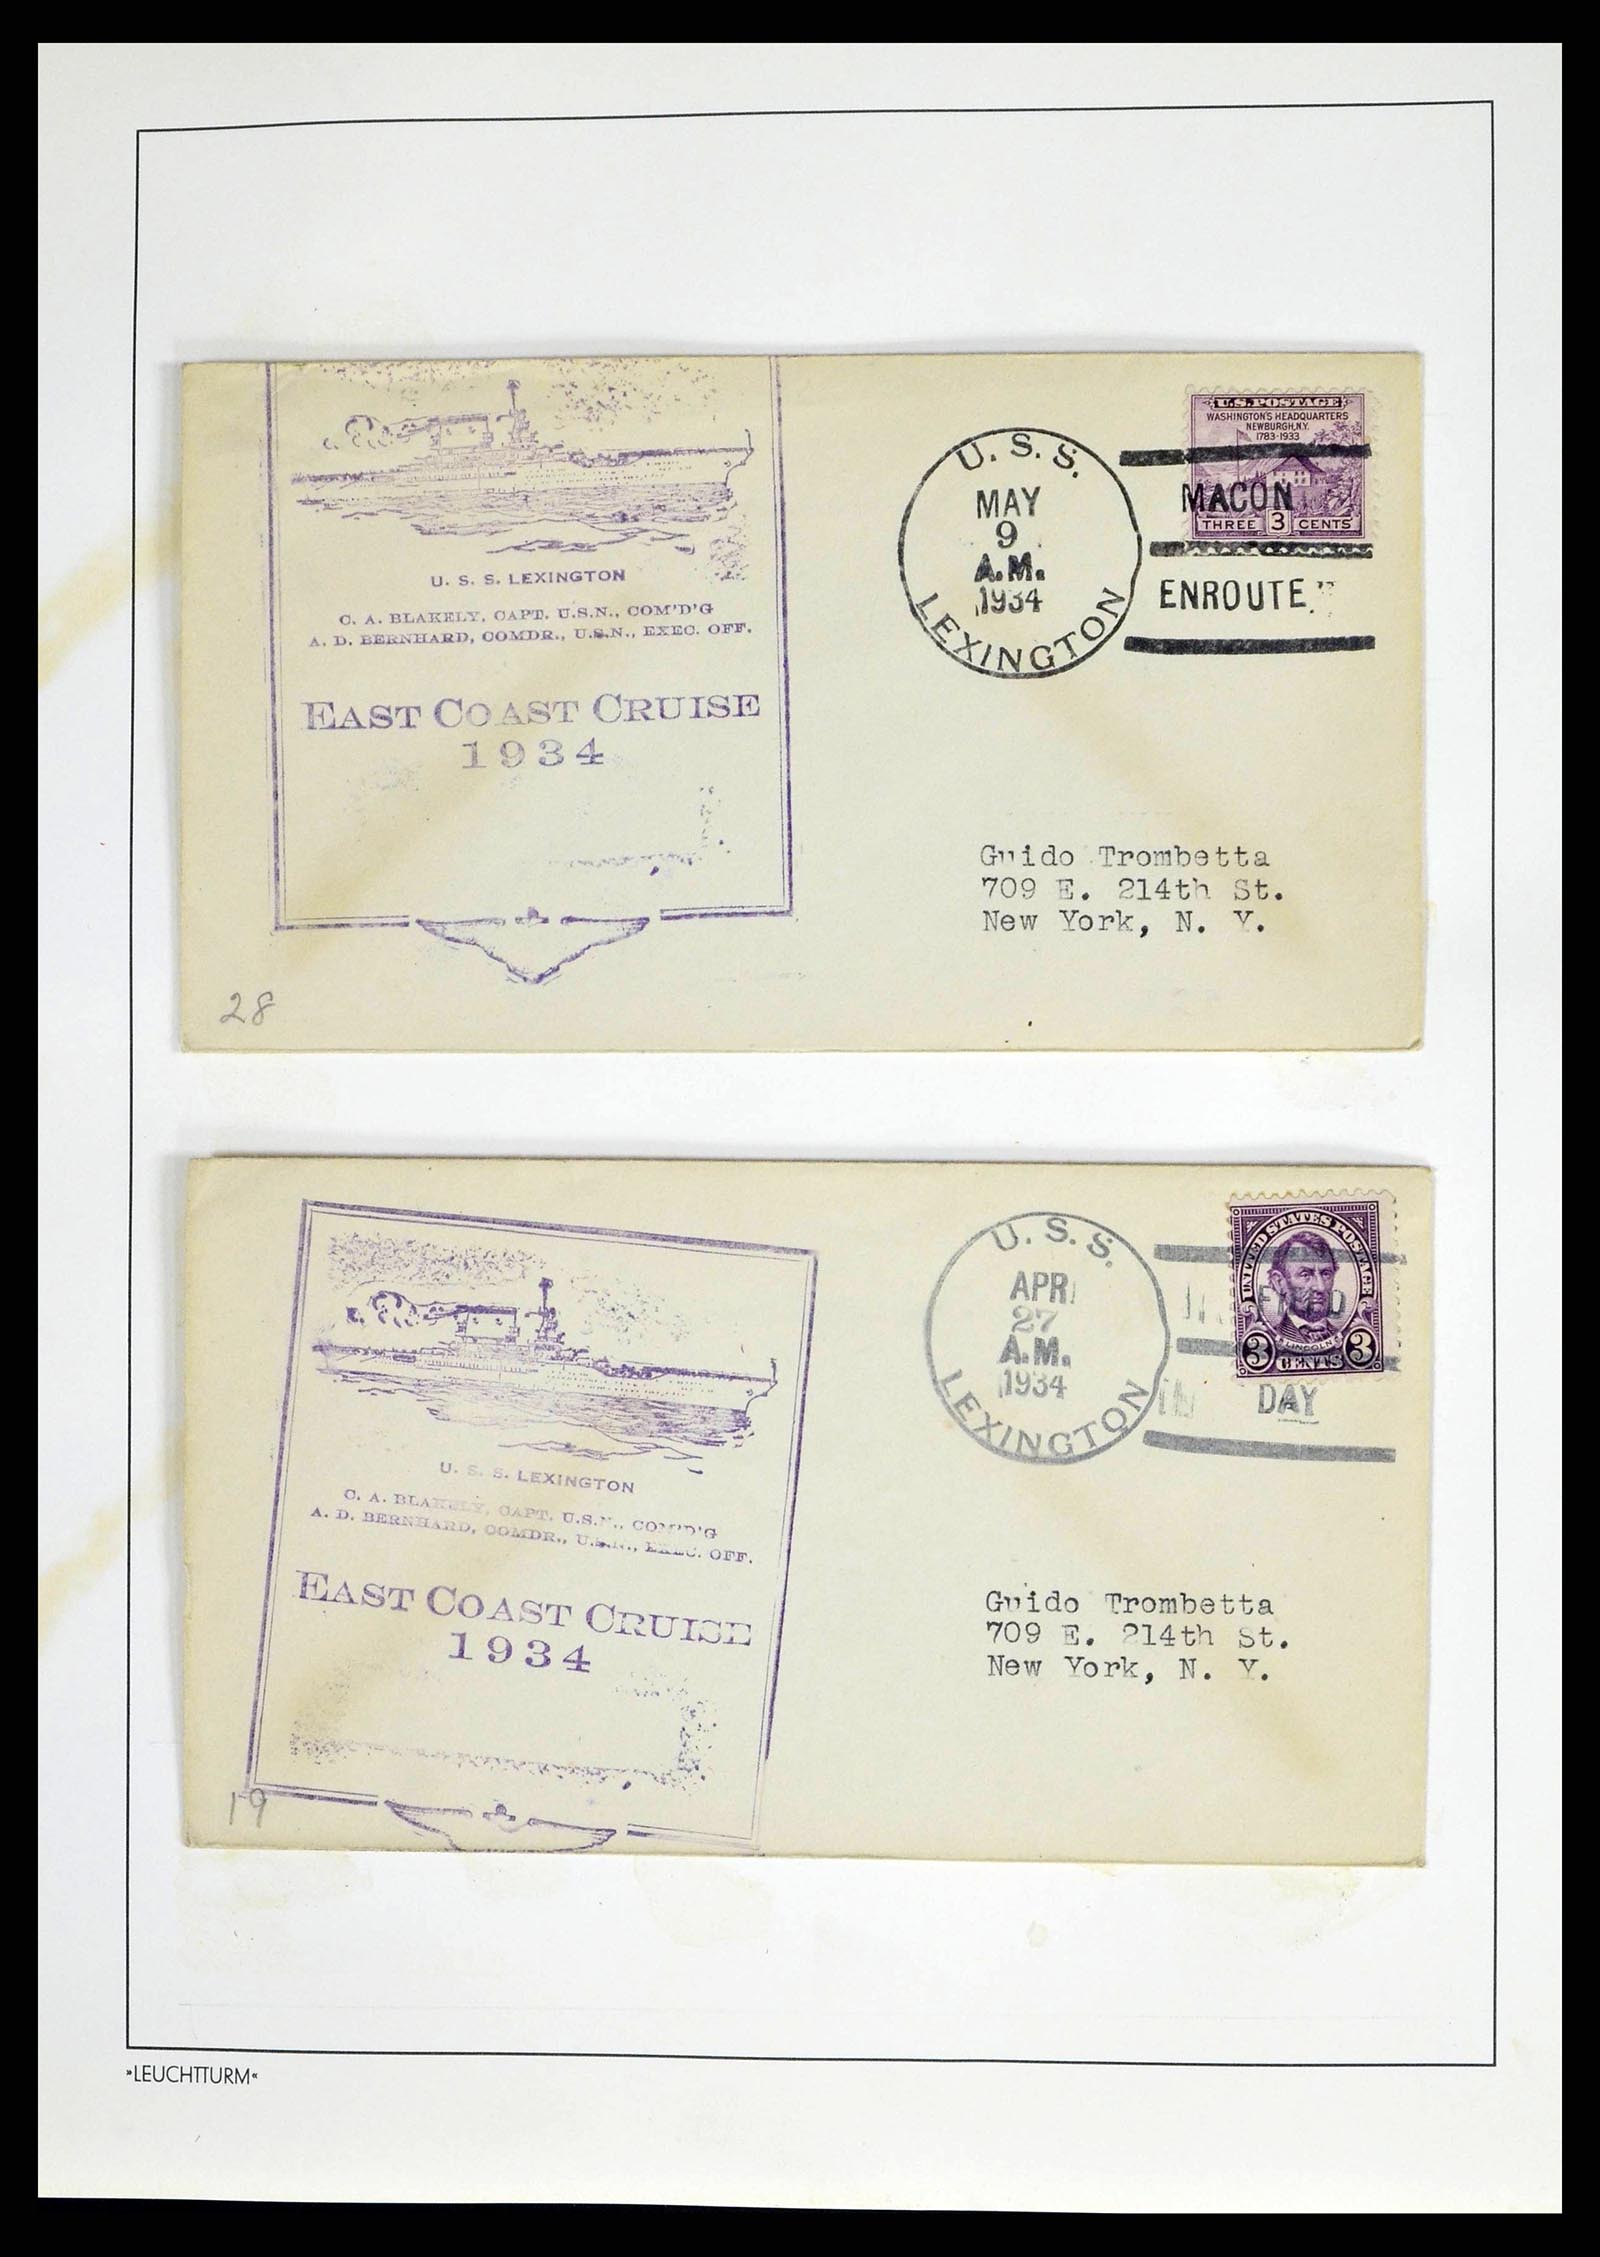 U. S. S. LEXINGTON
C. A. BLAKELY, CAPT. U.S.N., COM'D'G
A. D. BERNHARD, COMDR., U.S.N., EXEC. OFF.
EAST COAST CRUISE
1934
28
U. S. S.
MAY
9
A.M.
1934
LEXINGTON
U.S. POSTAGE
WASHINGTON'S HEADQUARTERS
NEWBURGH, N.Y.
1783-1933
MACON
THREE 3 CENTS
ENROUTE "
Guido Trombetta
709 E. 214th St.
New York, N. Y.
U. S. S. LEXINGTON
C. A. BLAKELY, CAPT. U.S.N., COM'D'G
A. D. BERNHARD, COMDR., U.S.N., EXEC. OFF.
EAST COAST CRUISE
1934
19
U. S. S.
APR
27
A.M.
1934
LEXINGTON
UNITED STATES POSTAGE
LINCOLN
3 CENTS 3
DAY
Guido Trombetta
709 E. 214th St.
New York, N. Y.
»LEUCHTTURM«